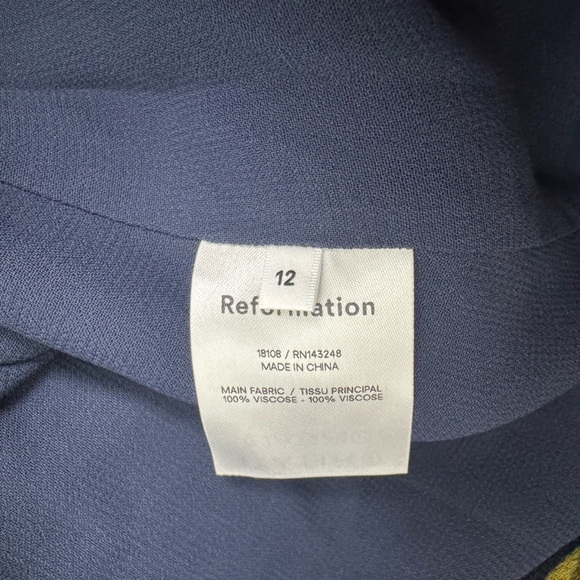 12
Reformation
18108 / RN143248
MADE IN CHINA
MAIN FABRIC / TISSU PRINCIPAL
100% VISCOSE - 100% VISCOSE